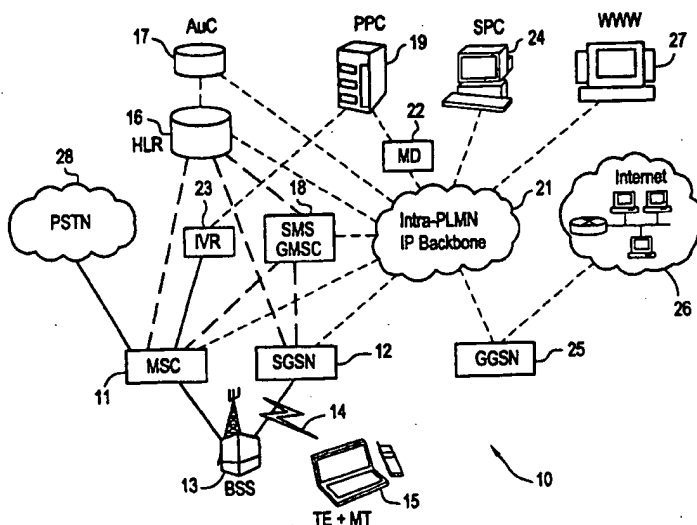 AuC
PPC
SPC
WWW
17
19
24
27
16
22
HLR
MD
28
23
18
Internet
PSTN
IVR
SMS
GMSC
Intra-PLMN
IP Backbone
21
26
MSC
SGSN
12
GGSN
25
11
14
13
BSS
15
10
TE + MT